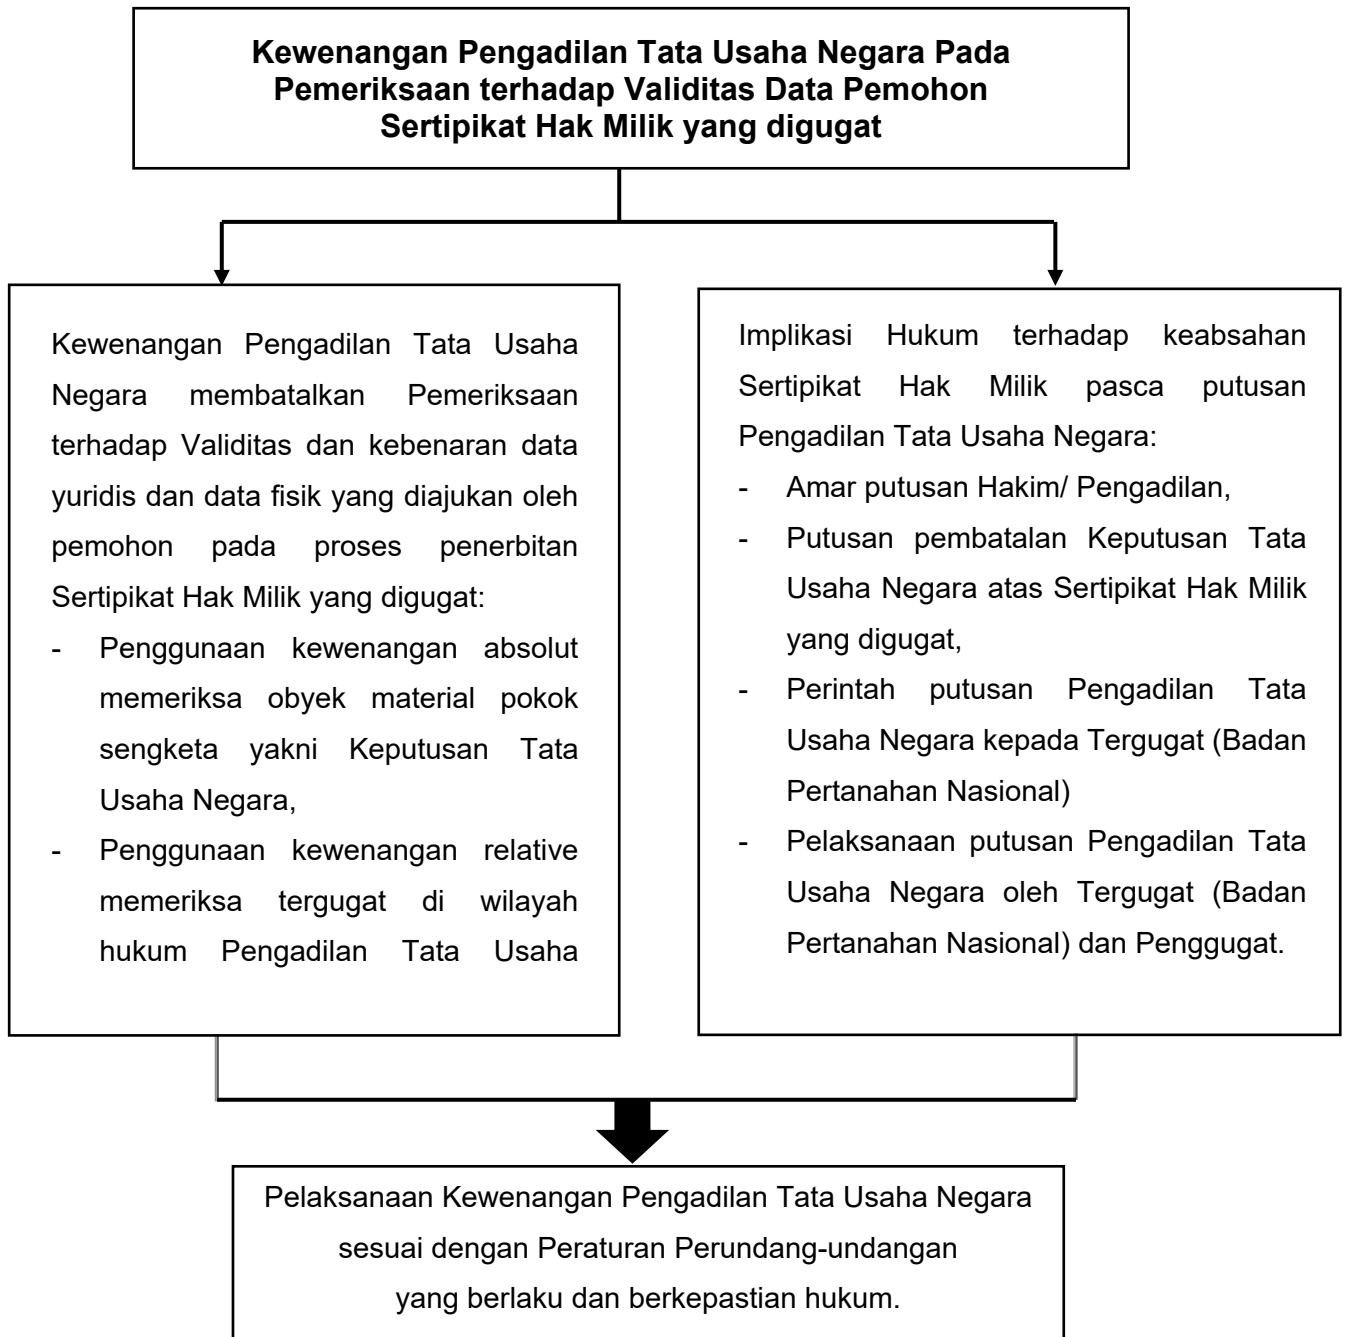 Kewenangan Pengadilan Tata Usaha Negara Pada
Pemeriksaan terhadap Validitas Data Pemohon
Sertipikat Hak Milik yang digugat
Kewenangan Pengadilan Tata Usaha
Negara membatalkan Pemeriksaan
terhadap Validitas dan kebenaran data
yuridis dan data fisik yang diajukan oleh
pemohon pada proses penerbitan
Sertipikat Hak Milik yang digugat:
- Penggunaan kewenangan absolut
memeriksa obyek material pokok
sengketa yakni Keputusan Tata
Usaha Negara,
- Penggunaan kewenangan relative
memeriksa tergugat di wilayah
hukum Pengadilan Tata Usaha
Implikasi Hukum terhadap keabsahan
Sertipikat Hak Milik pasca putusan
Pengadilan Tata Usaha Negara:
- Amar putusan Hakim/ Pengadilan,
- Putusan pembatalan Keputusan Tata
Usaha Negara atas Sertipikat Hak Milik
yang digugat,
- Perintah putusan Pengadilan Tata
Usaha Negara kepada Tergugat (Badan
Pertanahan Nasional)
- Pelaksanaan putusan Pengadilan Tata
Usaha Negara oleh Tergugat (Badan
Pertanahan Nasional) dan Penggugat.
Pelaksanaan Kewenangan Pengadilan Tata Usaha Negara
sesuai dengan Peraturan Perundang-undangan
yang berlaku dan berkepastian hukum.